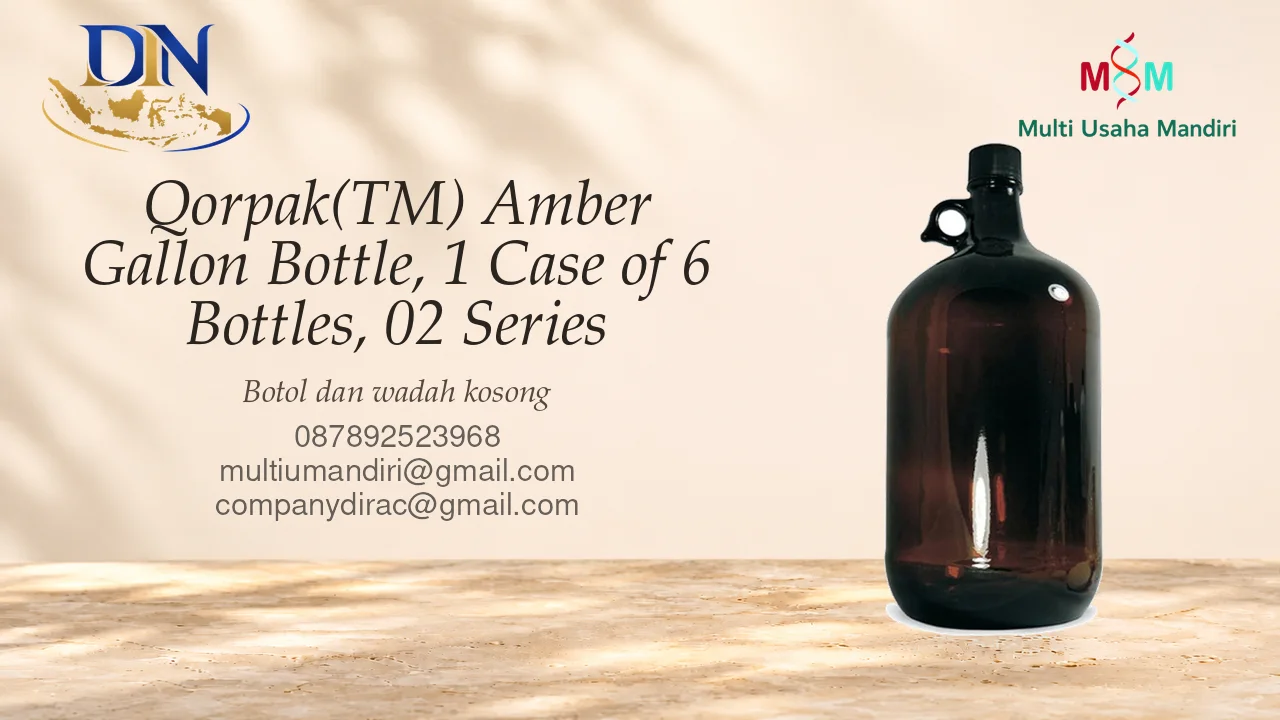 DIN
M M
Multi Usaha Mandiri
Qorpak(TM) Amber
Gallon Bottle, 1 Case of 6
Bottles, 02 Series
Botol dan wadah kosong
087892523968
multiumandiri@gmail.com
companydirac@gmail.com